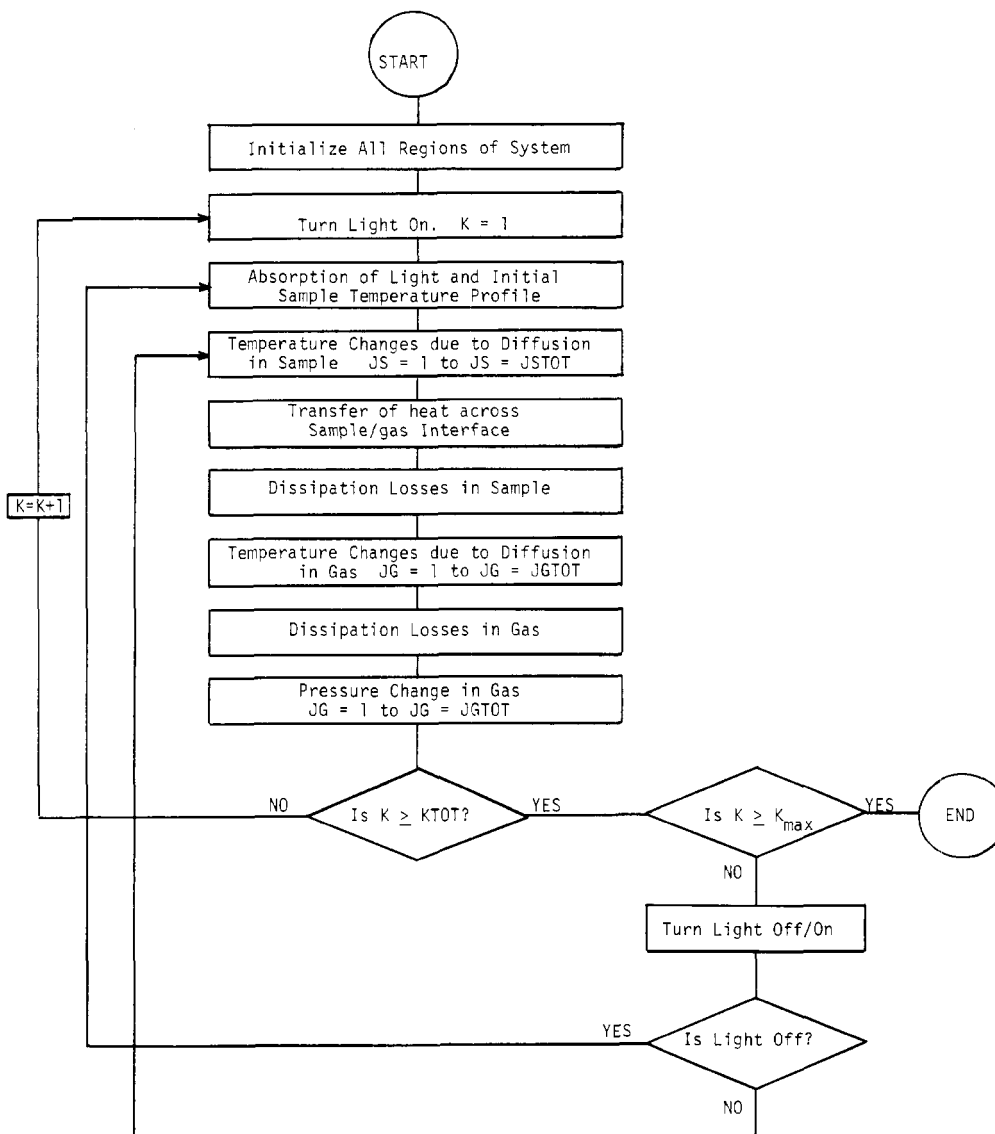 START
Initialize All Regions of System
Turn Light On. K = 1
Absorption of Light and Initial
Sample Temperature Profile
Temperature Changes due to Diffusion
in Sample JS = 1 to JS = JSTOT
Transfer of heat across
Sample/gas Interface
Dissipation Losses in Sample
K=K+1
Temperature Changes due to Diffusion
in Gas JG = 1 to JG = JGTOT
Dissipation Losses in Gas
Pressure Change in Gas
JG = 1 to JG = JGTOT
NO
Is K ≥ KTOT?
YES
Is K ≥ Kmax
YES
END
NO
Turn Light Off/On
YES
Is Light Off?
NO